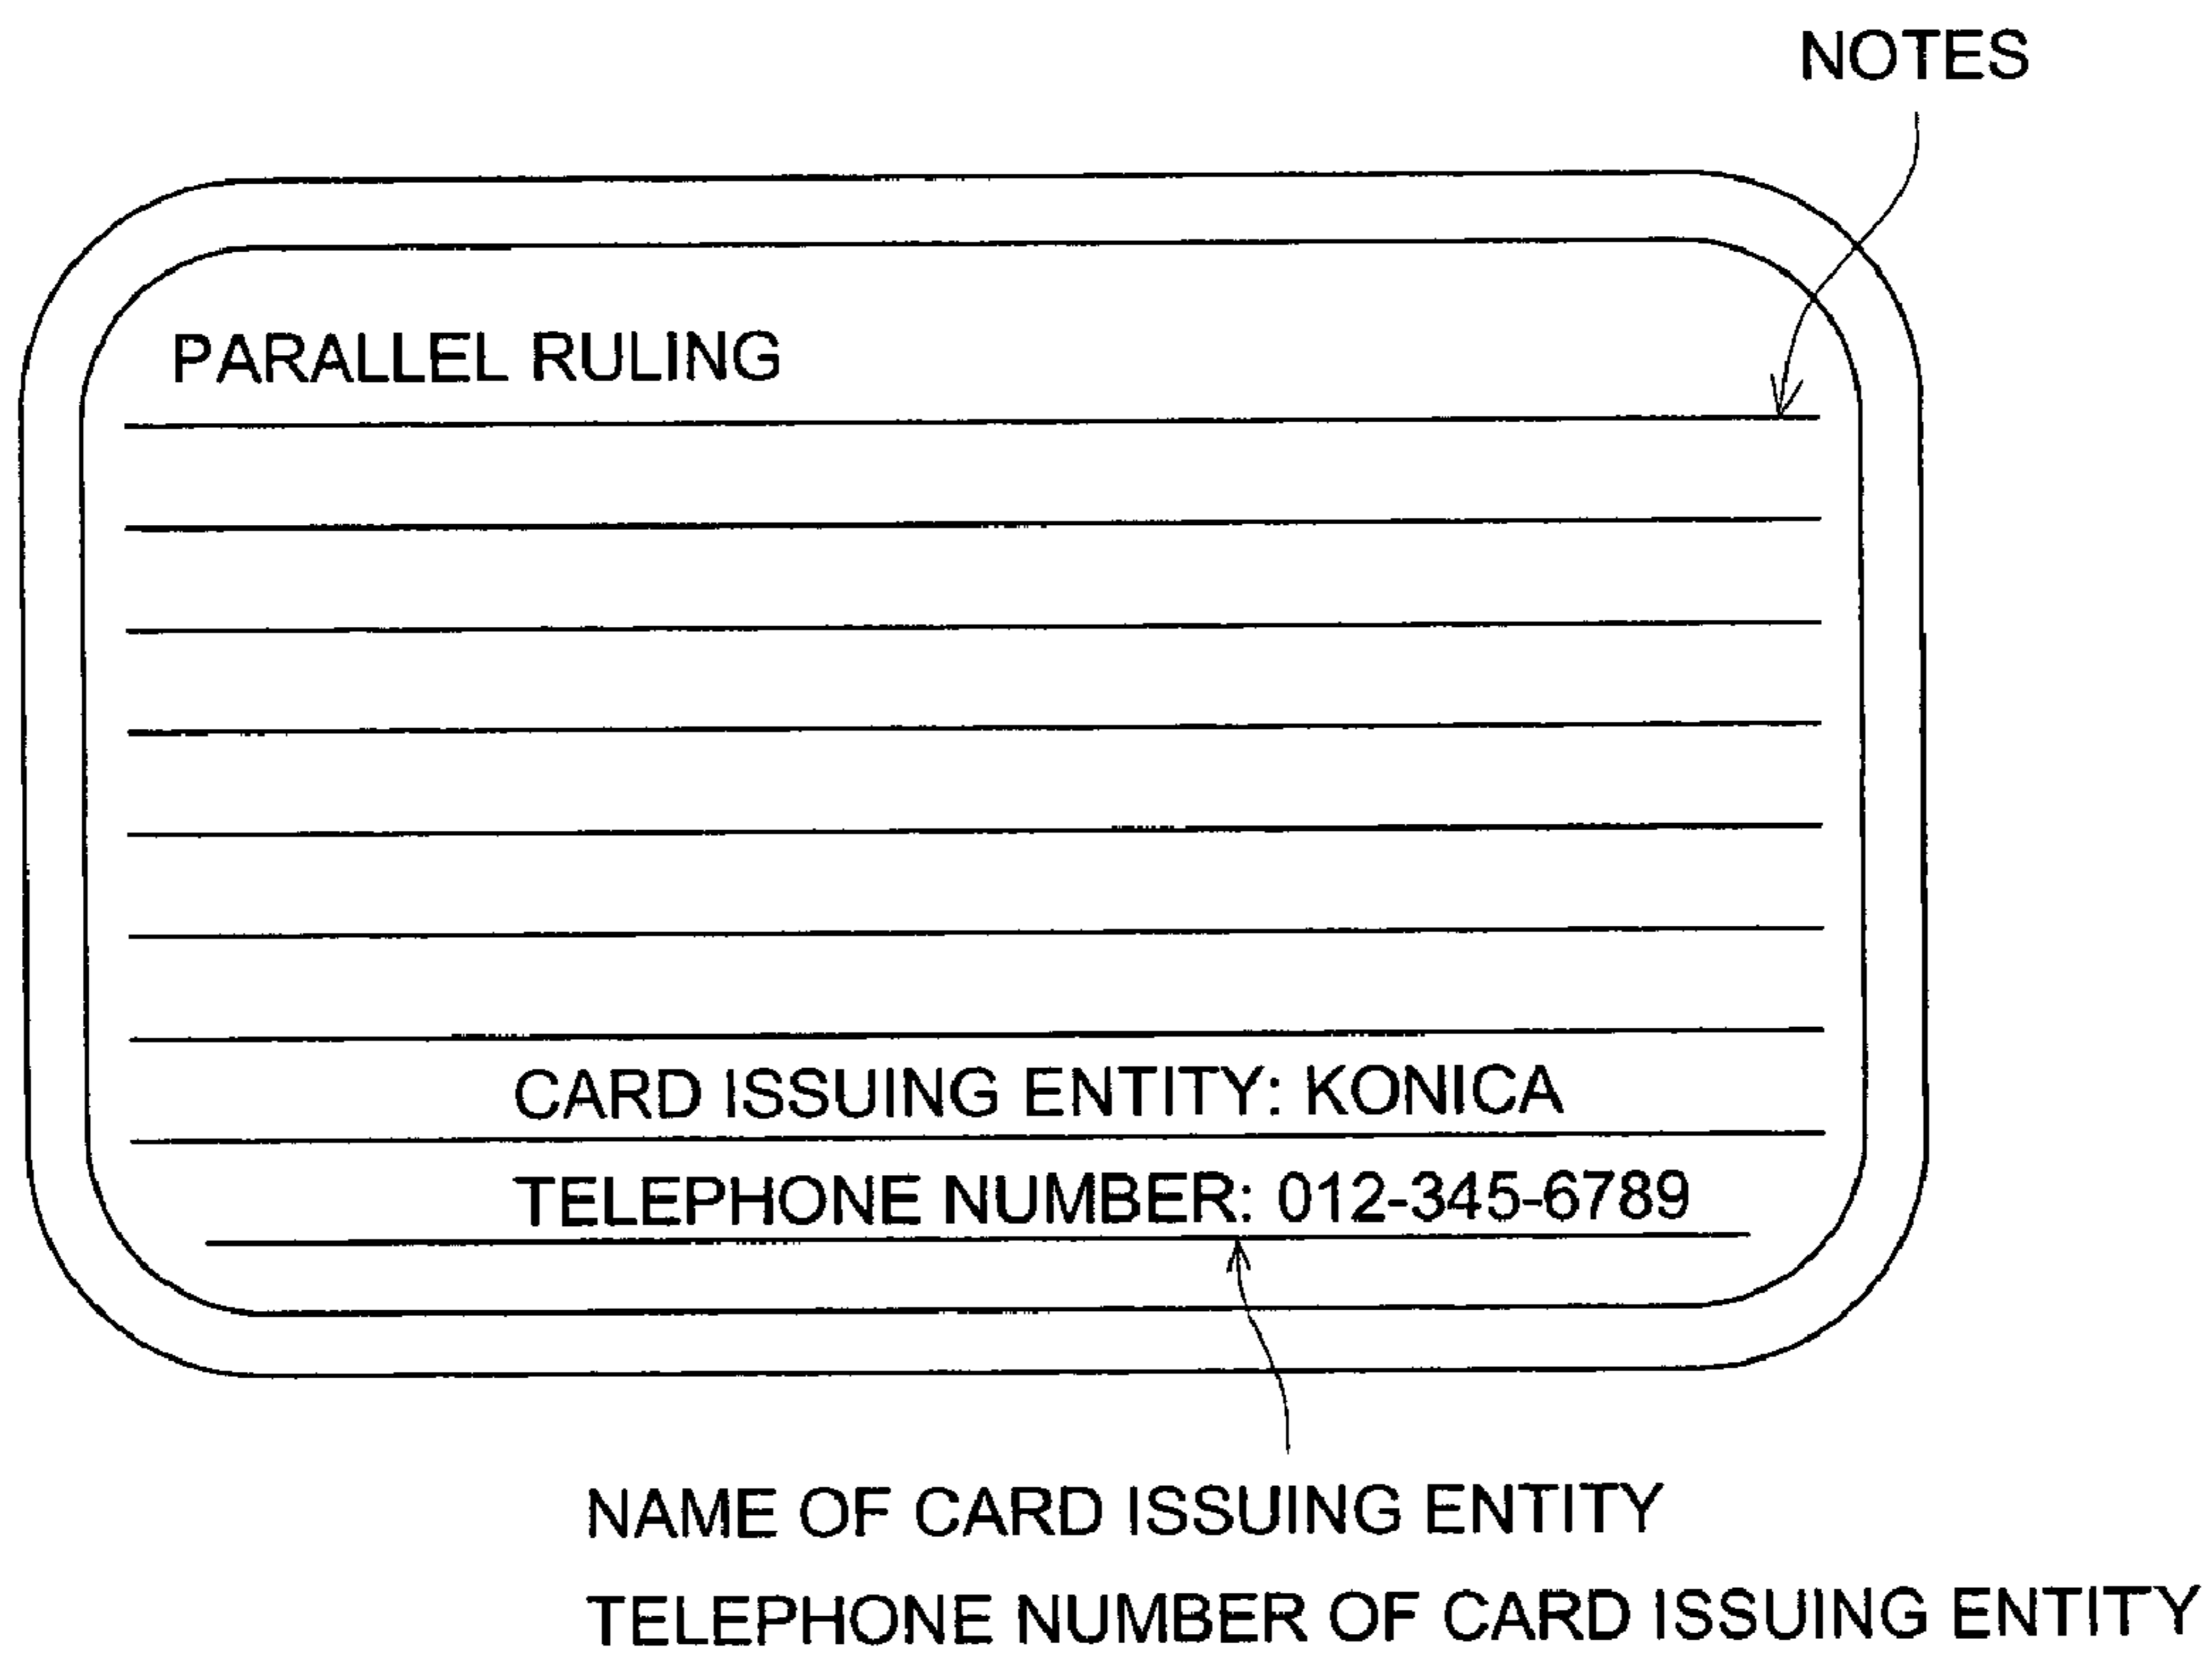 NOTES
PARALLEL RULING
CARD ISSUING ENTITY: KONICA
TELEPHONE NUMBER: 012-345-6789
NAME OF CARD ISSUING ENTITY
TELEPHONE NUMBER OF CARD ISSUING ENTITY